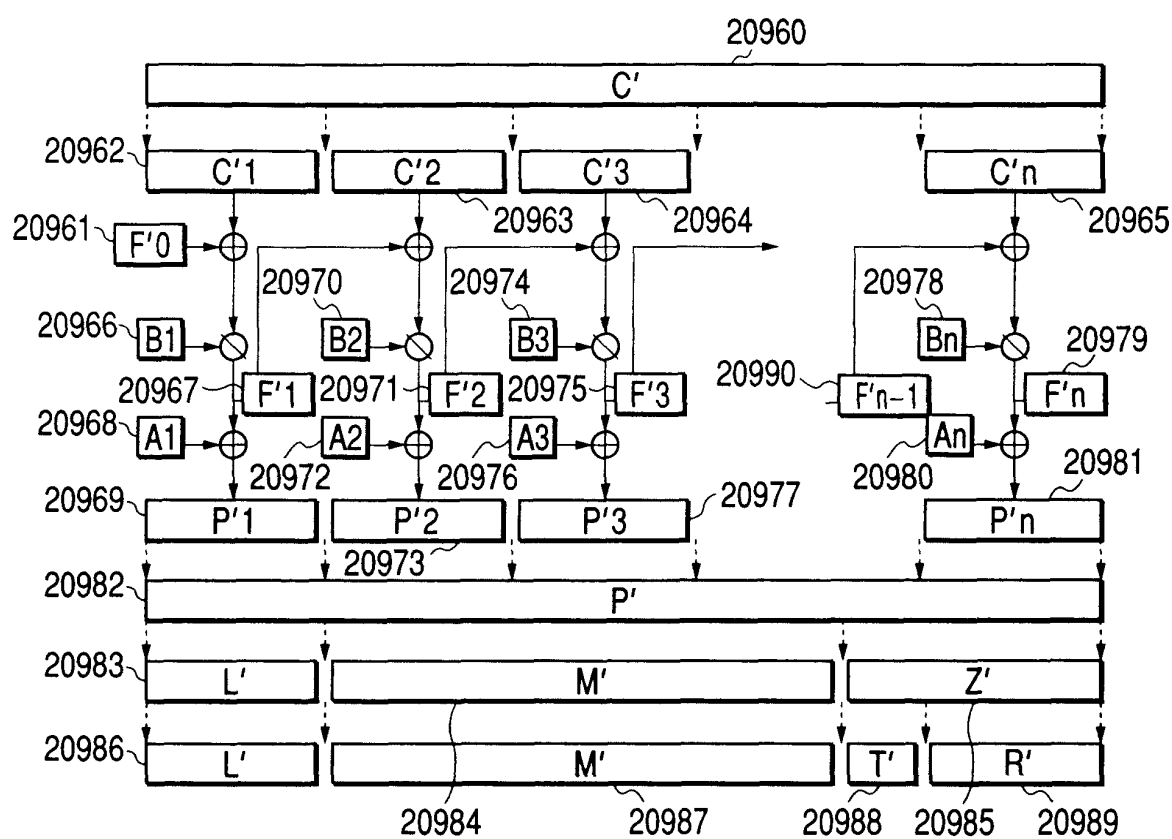 20960
C'
20962 C'1 C'2 C'3 C'n
20963 20964 20965
20961 F'0
20970 20974 20978
20966 B1 B2 B3 Bn 20979
20967 F'1 20971 F'2 20975 F'3 20990 F'n-1 F'n
20968 A1 A2 A3 An
20972 20976 20980 20981
20969 P'1 P'2 P'3 20977 P'n
20973
20982 P'
20983 L' M' Z'
20986 L' M' T' R'
20984 20987 20988 20985 20989